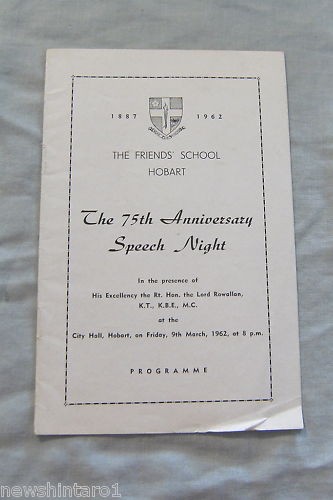 1887 1962
THE FRIENDS' SCHOOL
HOBART
The 75th Anniversary
Speech Night
In the presence of
His Excellency the Rt. Hon. the Lord Rowallan,
K.T., K.B.E., M.C.
at the
City Hall, Hobart, on Friday, 9th March, 1962, at 8 p.m.
PROGRAMME
newshintaro1